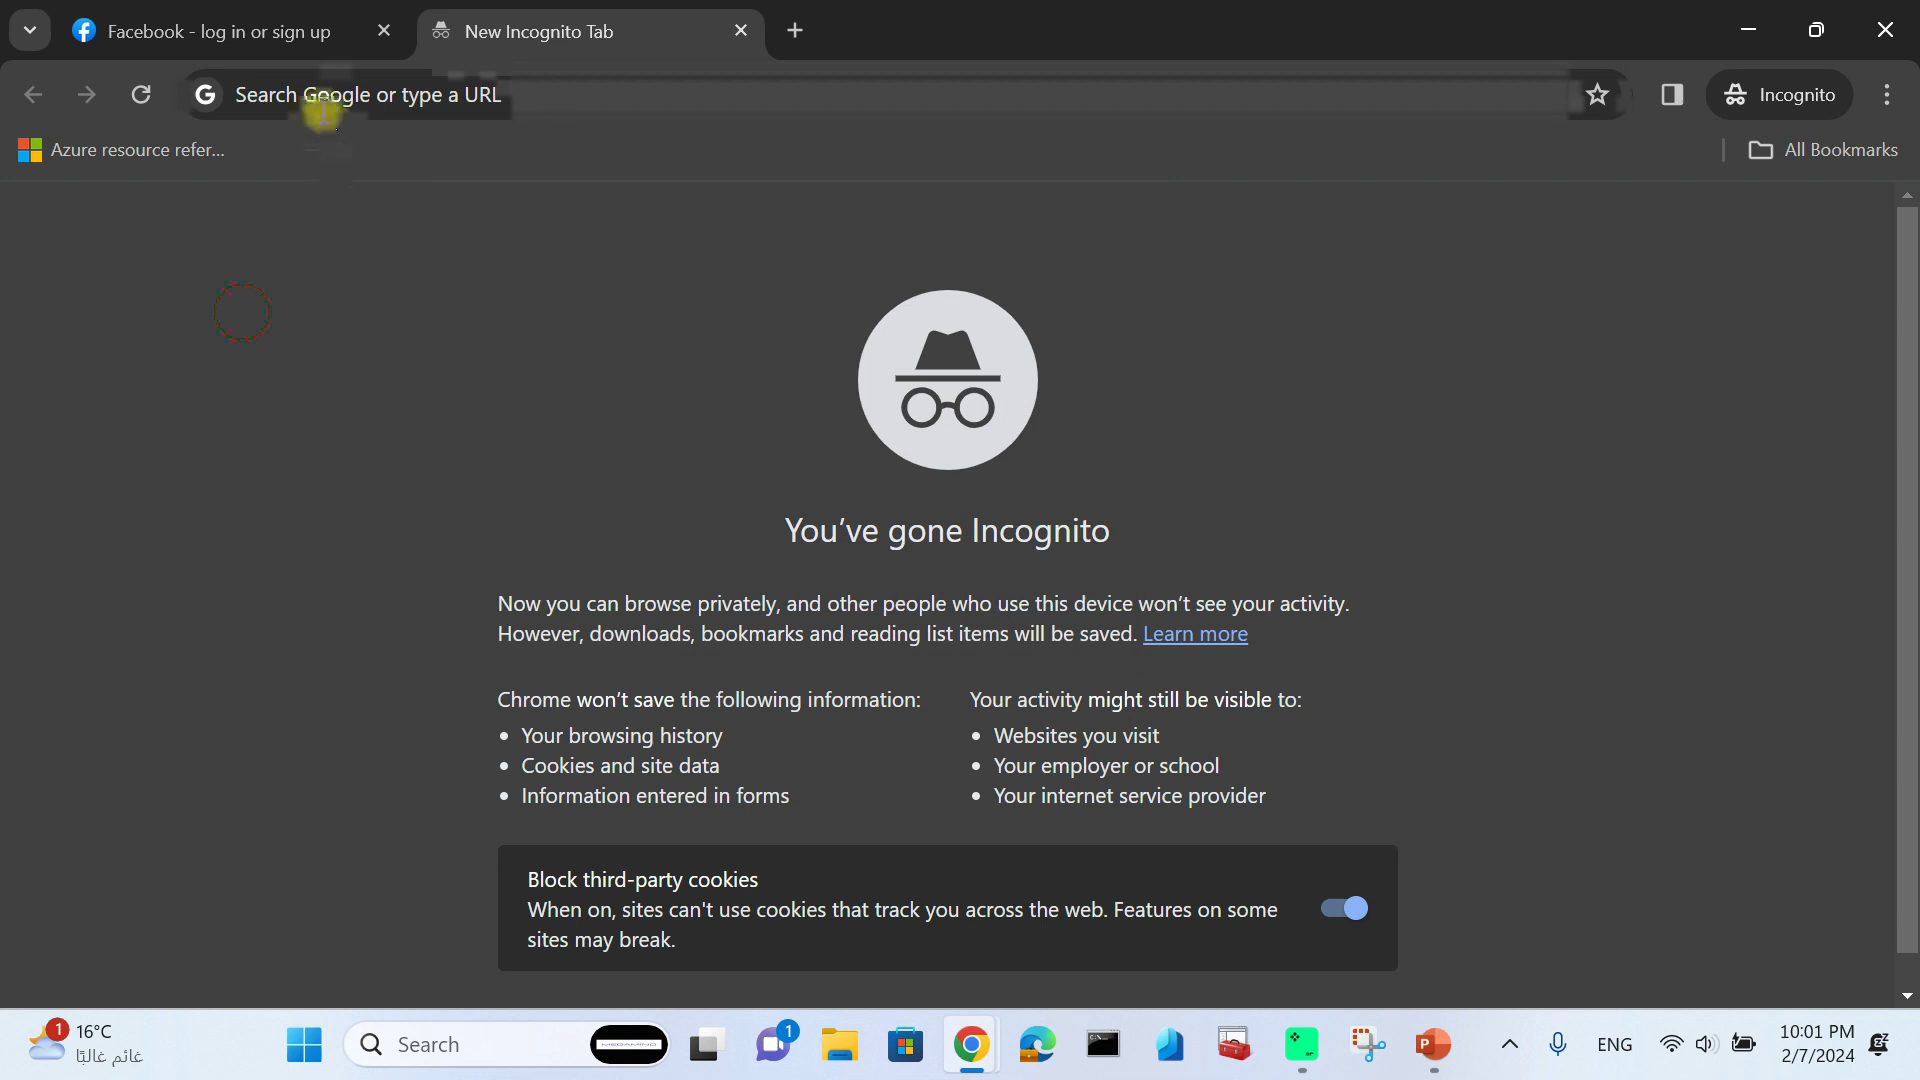 Facebook - log in or sign up
New Incognito Tab
Search Google or type a URL
Incognito
Azure resource refer...
All Bookmarks
You've gone Incognito
Now you can browse privately, and other people who use this device won't see your activity.
However, downloads, bookmarks and reading list items will be saved. Learn more
Chrome won't save the following information:
Your browsing history
Cookies and site data
Information entered in forms
Your activity might still be visible to:
Websites you visit
Your employer or school
Your internet service provider
Block third-party cookies
When on, sites can't use cookies that track you across the web. Features on some
sites may break.
1
16°C
غائم غالبًا
Search
1
ENG
10:01 PM
2/7/2024